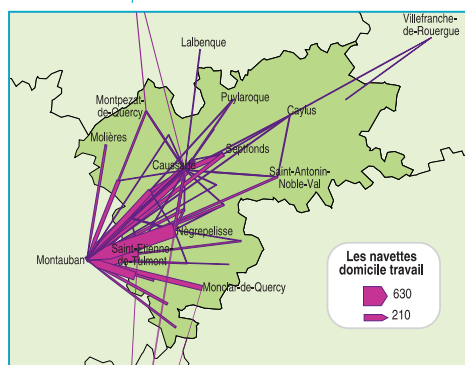 Villefranche-
de-Rouergue
Lalbenque
Montpezat-
de-Quercy
Puylaroque
Caylus
Molières
Septfonds
Caussade
Saint-Antonin-
Noble-Val
Nègrepelisse
Saint-Etienne-
de-Tulmont
Montauban
Monclar-de-Quercy
Les navettes
domicile travail
630
210